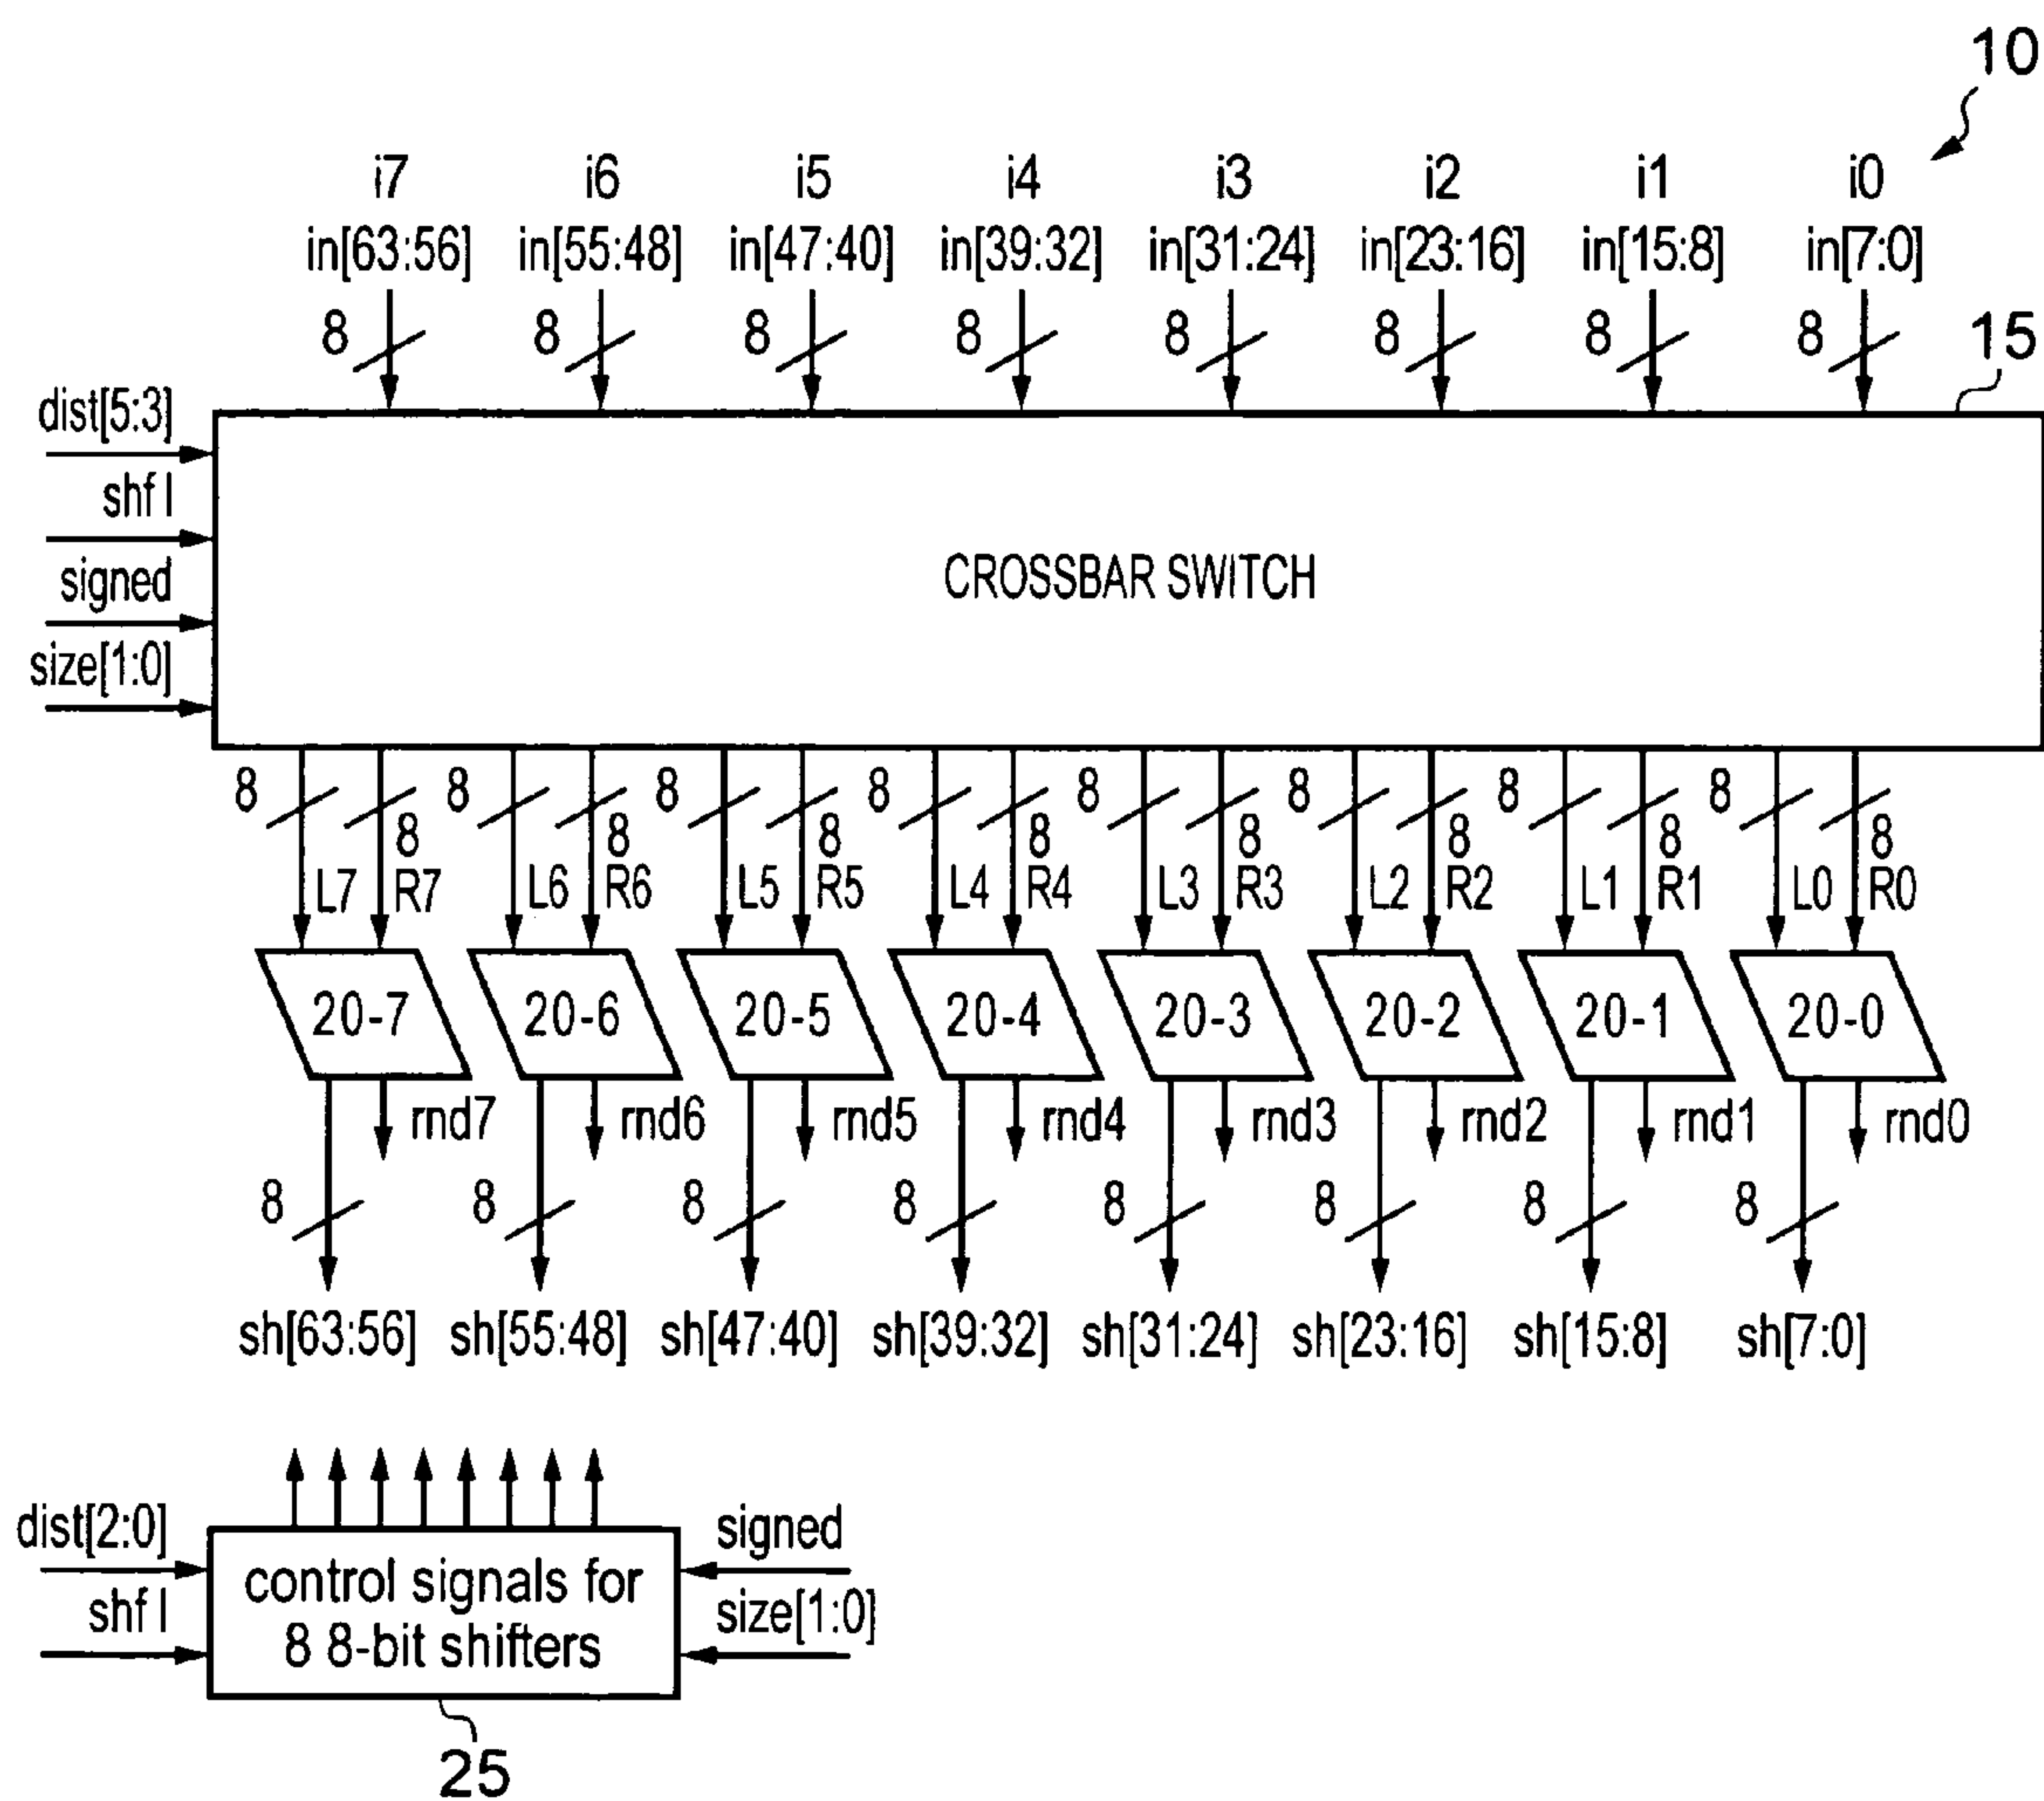 10
i7 i6 i5 i4 i3 i2 i1 i0
in[63:56] in[55:48] in[47:40] in[39:32] in[31:24] in[23:16] in[15:8] in[7:0]
8 8 8 8 8 8 8 8
15
dist[5:3]
shf l
signed
size[1:0]
CROSSBAR SWITCH
8 8 8 8 8 8 8 8
8 8 8 8 8 8 8 8
L7 R7 L6 R6 L5 R5 L4 R4 L3 R3 L2 R2 L1 R1 L0 R0
20-7 20-6 20-5 20-4 20-3 20-2 20-1 20-0
rnd7 rnd6 rnd5 rnd4 rnd3 rnd2 rnd1 rnd0
8 8 8 8 8 8 8 8
sh[63:56] sh[55:48] sh[47:40] sh[39:32] sh[31:24] sh[23:16] sh[15:8] sh[7:0]
dist[2:0]
shf l
control signals for
8 8-bit shifters
signed
size[1:0]
25